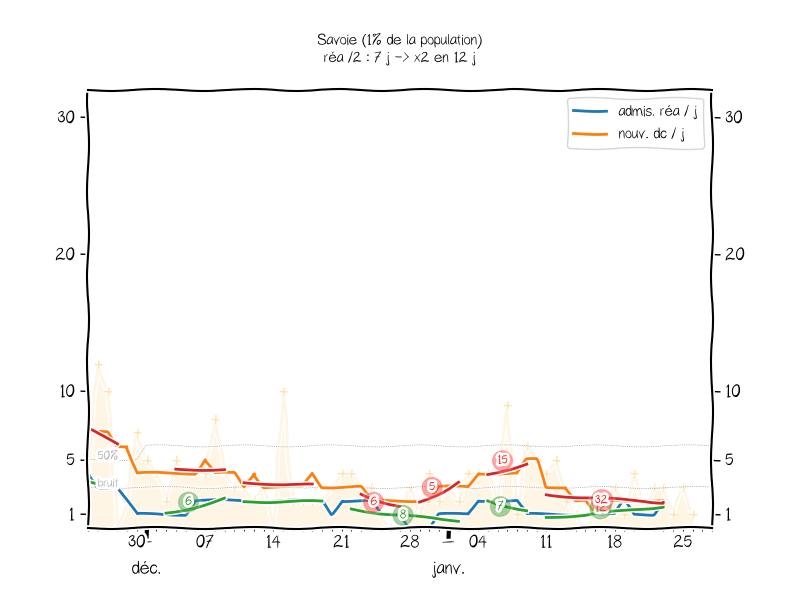 Savoie (1% de la population)
réa /2 : 7 j -> x2 en 12 j
admis. réa / j
nouv. dc / j
30 30
20 20
10 10
5 5
1 1
50%
bruit
6 6 8 5 15 7 32
30 07 14 21 28 04 11 18 25
déc. janv.